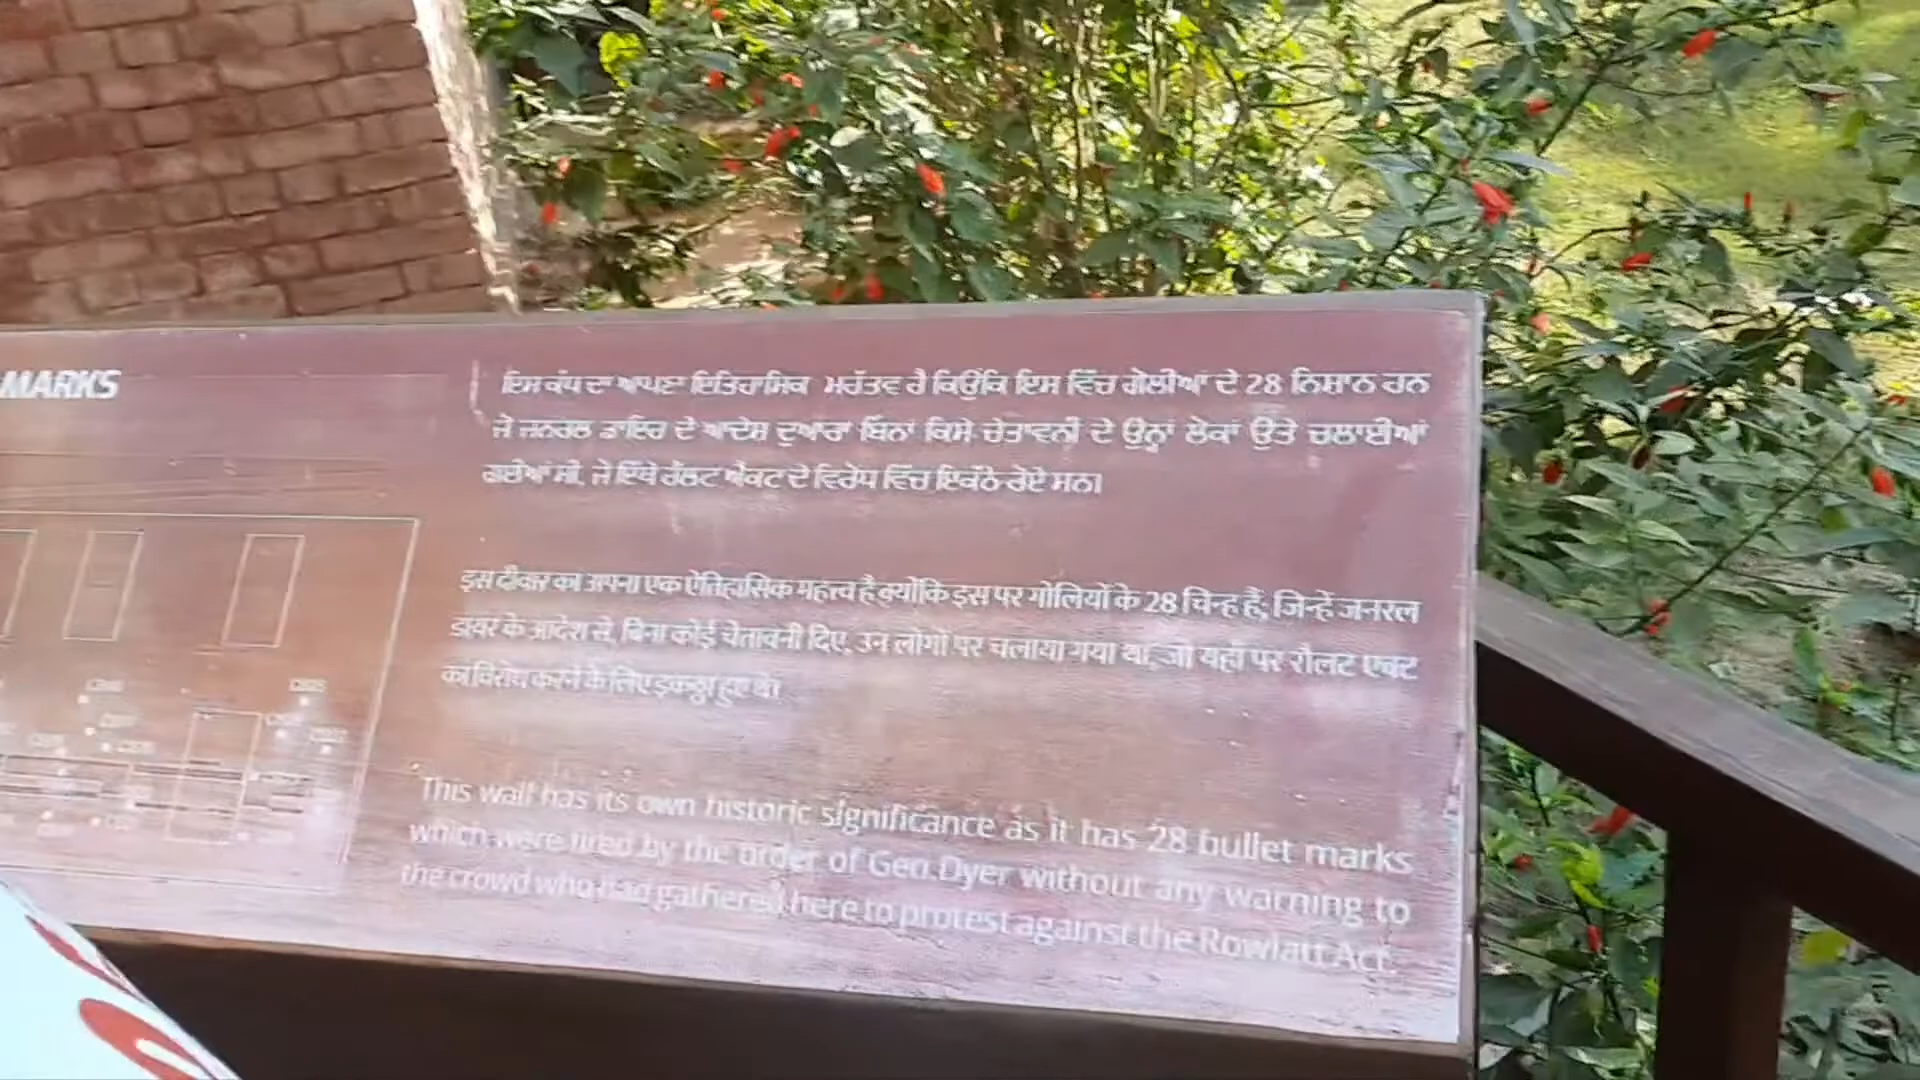 MARKS
ਇਸ ਕੰਧ ਦਾ ਆਪਣਾ ਇਤਿਹਾਸਿਕ ਮਹੱਤਵ ਹੈ ਕਿਉਂਕਿ ਇਸ ਵਿੱਚ ਗੋਲੀਆਂ ਦੇ 28 ਨਿਸ਼ਾਨ ਹਨ
ਜੋ ਜਨਰਲ ਡਾਇਰ ਦੇ ਆਦੇਸ਼ ਦੁਆਰਾ ਬਿਨਾਂ ਕਿਸੇ ਚੇਤਾਵਨੀ ਦੇ ਉਨ੍ਹਾਂ ਲੋਕਾਂ ਉਤੇ ਚਲਾਈਆਂ
ਗਈਆਂ ਸੀ, ਜੋ ਇੱਥੇ ਰੌਲਟ ਐਕਟ ਦੇ ਵਿਰੋਧ ਵਿੱਚ ਇਕੱਠੇ ਹੋਏ ਸਨ।
इस दीवार का अपना एक ऐतिहासिक महत्त्व है क्योंकि इस पर गोलियों के 28 चिन्ह हैं, जिन्हें जनरल
डायर के आदेश से, बिना कोई चेतावनी दिए, उन लोगों पर चलाया गया था, जो यहाँ पर रौलट एक्ट
का विरोध करने के लिए इकठ्ठा हुए थे।
This wall has its own historic significance as it has 28 bullet marks
which were fired by the order of Gen.Dyer without any warning to
the crowd who had gathered here to protest against the Rowlatt Act.